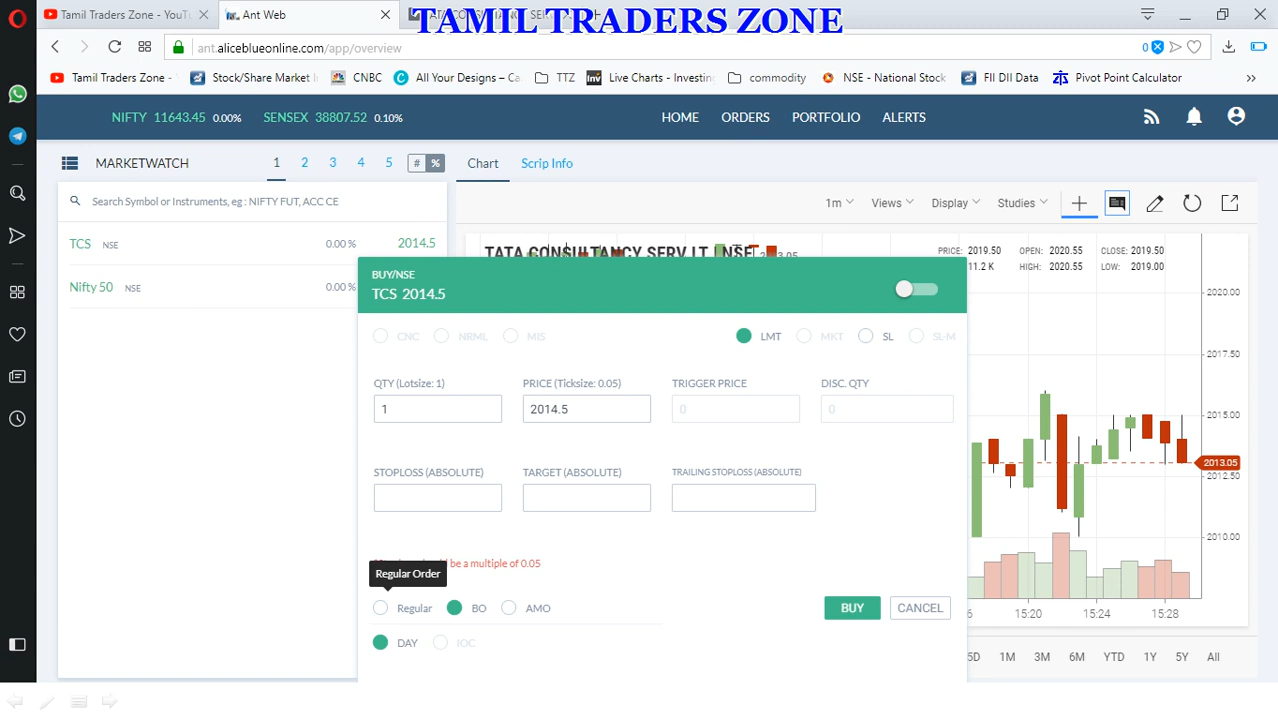 Tamil Traders Zone - YouT
Ant Web
TATA CONSULTANCY SERV
TAMIL TRADERS ZONE
ant.aliceblueonline.com/app/overview
0
Tamil Traders Zone -
Stock/Share Market I
CNBC
All Your Designs – Ca
TTZ
Live Charts - Investin
commodity
NSE - National Stock
FII DII Data
Pivot Point Calculator
NIFTY 11643.45 0.00% SENSEX 38807.52 0.10%
HOME ORDERS PORTFOLIO ALERTS
MARKETWATCH 1 2 3 4 5 # %
Chart Scrip Info
Search Symbol or Instruments, eg : NIFTY FUT, ACC CE
1m Views Display Studies
TCS NSE 0.00 % 2014.5
Nifty 50 NSE 0.00 %
TATA CONSULTANCY SERV LT NSE
PRICE: 2019.50 OPEN: 2020.55 CLOSE: 2019.50
11.2 K HIGH: 2020.55 LOW: 2019.00
BUY/NSE
TCS 2014.5
CNC NRML MIS LMT MKT SL SL-M
QTY (Lotsize: 1) PRICE (Ticksize: 0.05) TRIGGER PRICE DISC. QTY
1 2014.5 0 0
STOPLOSS (ABSOLUTE) TARGET (ABSOLUTE) TRAILING STOPLOSS (ABSOLUTE)
be a multiple of 0.05
Regular Order
Regular BO AMO
BUY CANCEL
DAY IOC
2020.00
2017.50
2015.00
2013.05
2012.50
2010.00
15:20 15:24 15:28
5D 1M 3M 6M YTD 1Y 5Y All